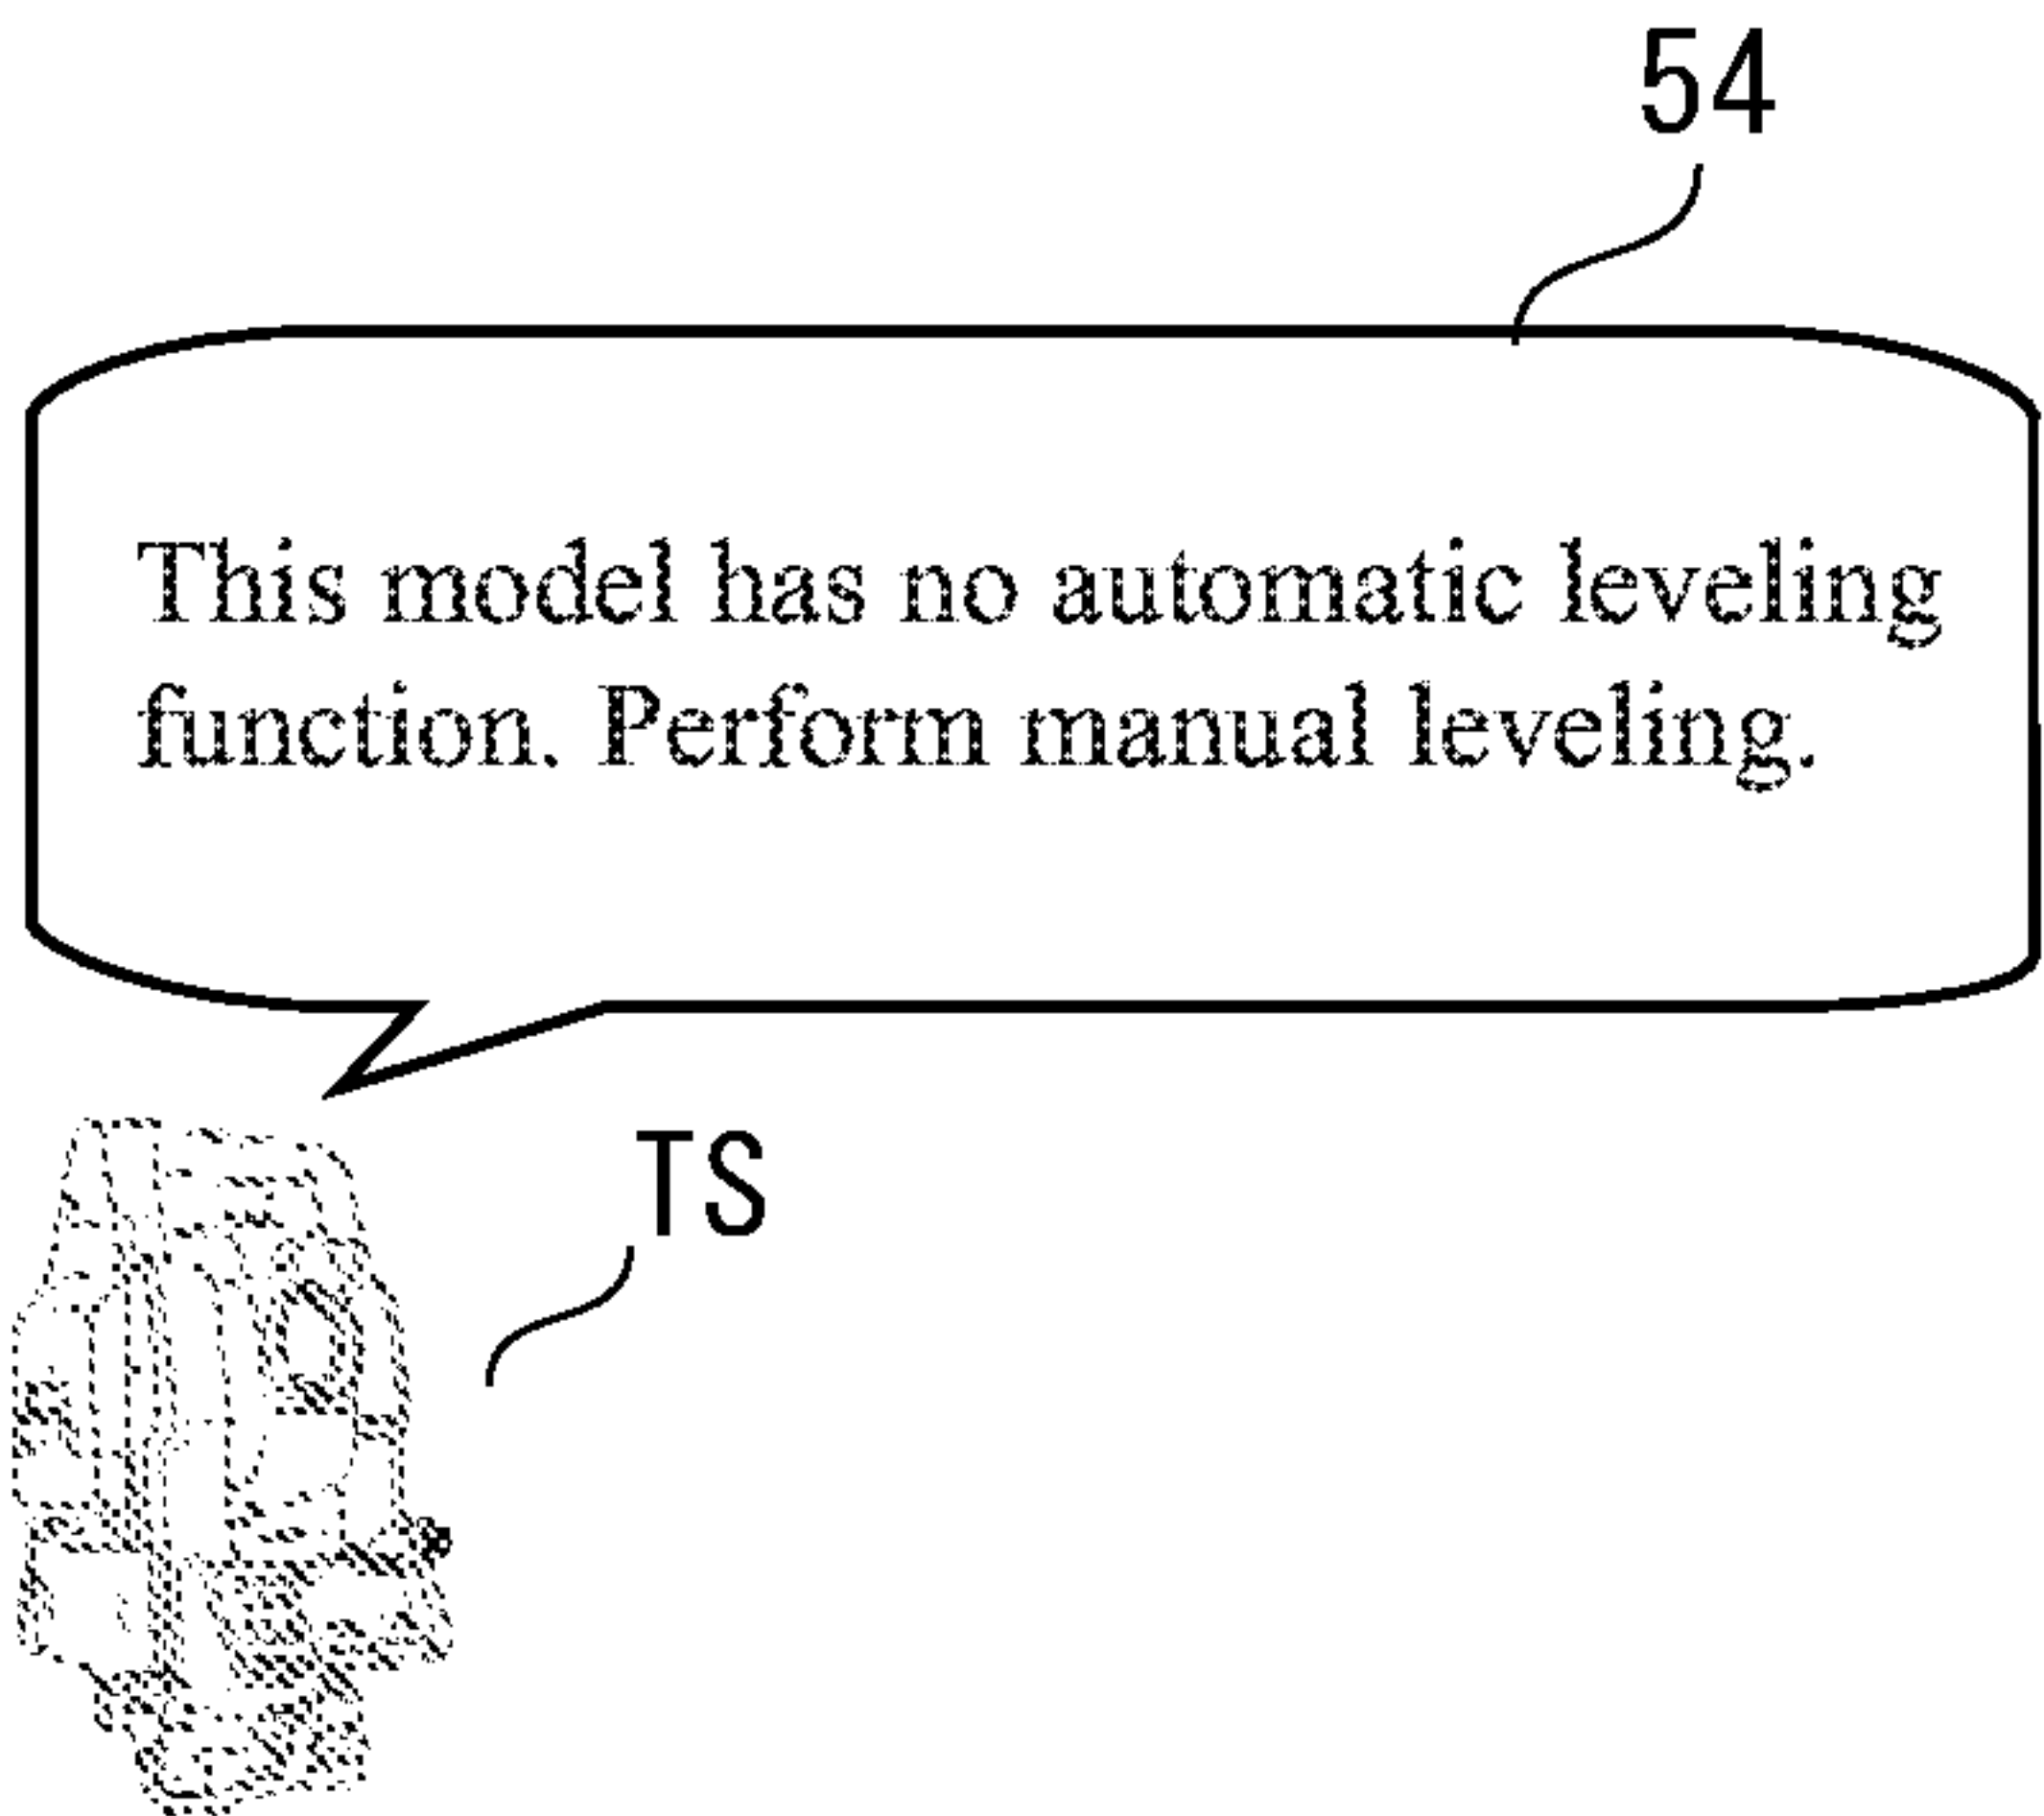 54
This model has no automatic leveling
function. Perform manual leveling.
TS